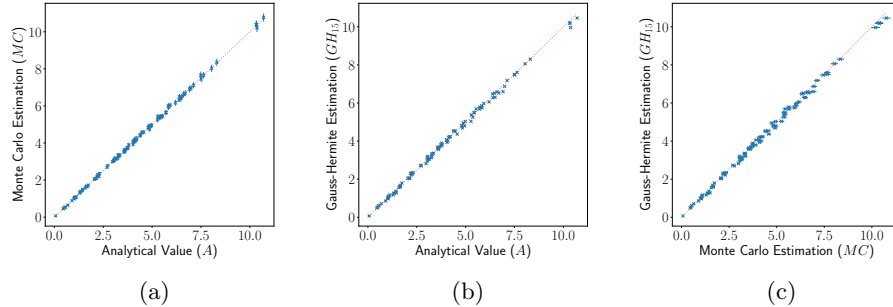 10
8
6
4
2
0
0.0 2.5 5.0 7.5 10.0
Monte Carlo Estimation (MC)
Analytical Value (A)
(a)
10
8
6
4
2
0
0.0 2.5 5.0 7.5 10.0
Gauss-Hermite Estimation (GH₁₅)
Analytical Value (A)
(b)
10
8
6
4
2
0
0.0 2.5 5.0 7.5 10.0
Gauss-Hermite Estimation (GH₁₅)
Monte Carlo Estimation (MC)
(c)